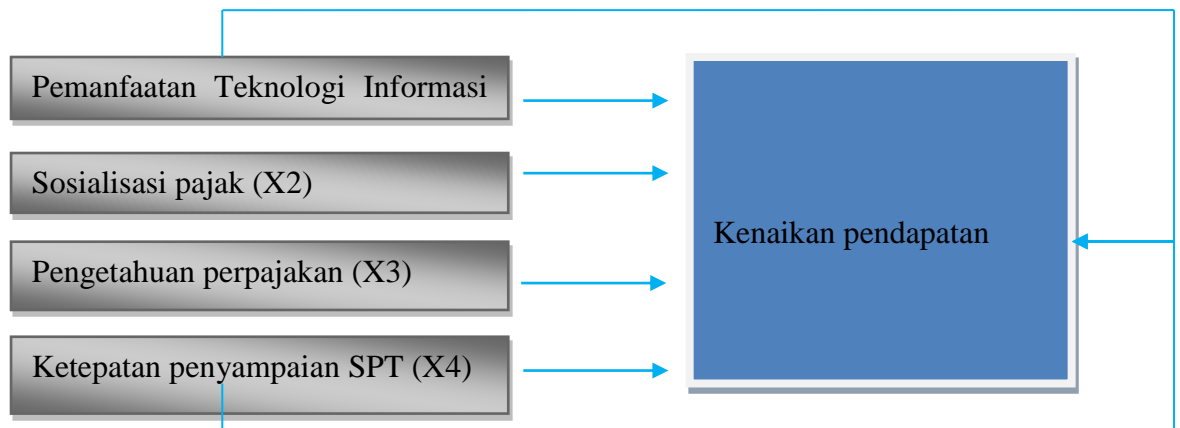 Pemanfaatan Teknologi Informasi
Sosialisasi pajak (X2)
Pengetahuan perpajakan (X3)
Ketepatan penyampaian SPT (X4)
Kenaikan pendapatan